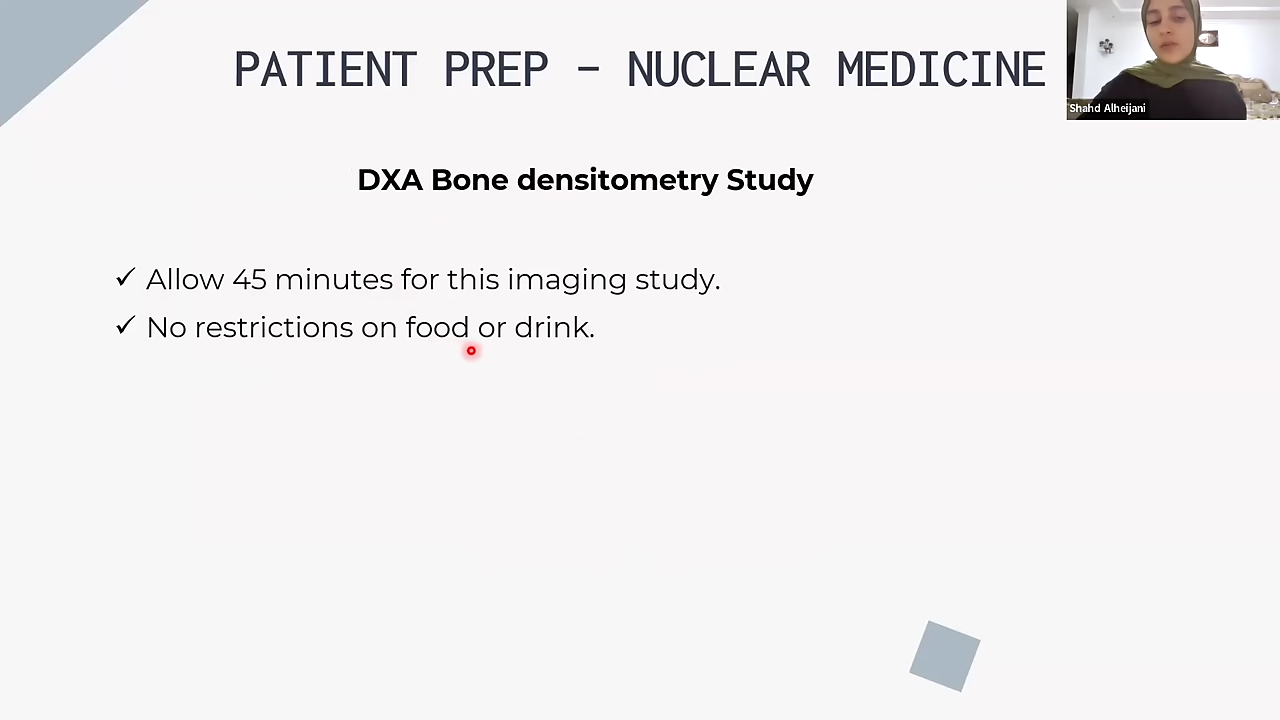 PATIENT PREP – NUCLEAR MEDICINE
Shahd Alheijani
DXA Bone densitometry Study
✓ Allow 45 minutes for this imaging study.
✓ No restrictions on food or drink.